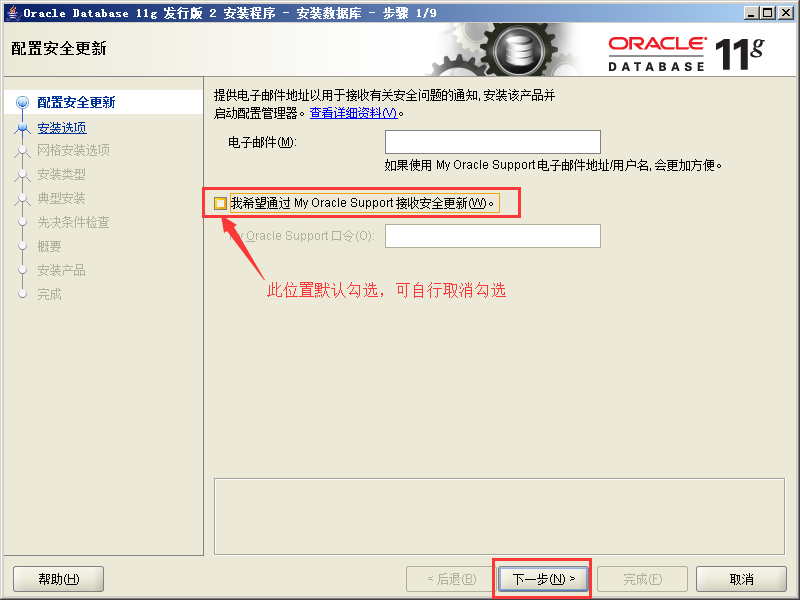 Oracle Database 11g 发行版 2 安装程序 - 安装数据库 - 步骤 1/9
配置安全更新
ORACLE
DATABASE
11g
配置安全更新
安装选项
网格安装选项
安装类型
典型安装
先决条件检查
概要
安装产品
完成
提供电子邮件地址以用于接收有关安全问题的通知, 安装该产品并
启动配置管理器。查看详细资料(V)。
电子邮件(M):
如果使用 My Oracle Support 电子邮件地址/用户名, 会更加方便。
我希望通过 My Oracle Support 接收安全更新(W)。
My Oracle Support 口令(O):
此位置默认勾选，可自行取消勾选
帮助(H)
< 后退(B)
下一步(N) >
完成(F)
取消